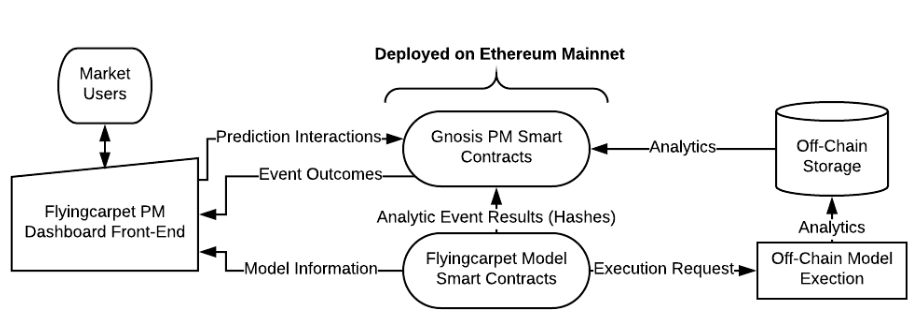 Deployed on Ethereum Mainnet
Market
Users
Prediction Interactions
Gnosis PM Smart
Contracts
Analytics
Off-Chain
Storage
Event Outcomes
Flyingcarpet PM
Dashboard Front-End
Analytic Event Results (Hashes)
Analytics
Model Information
Flyingcarpet Model
Smart Contracts
Execution Request
Off-Chain Model
Exection